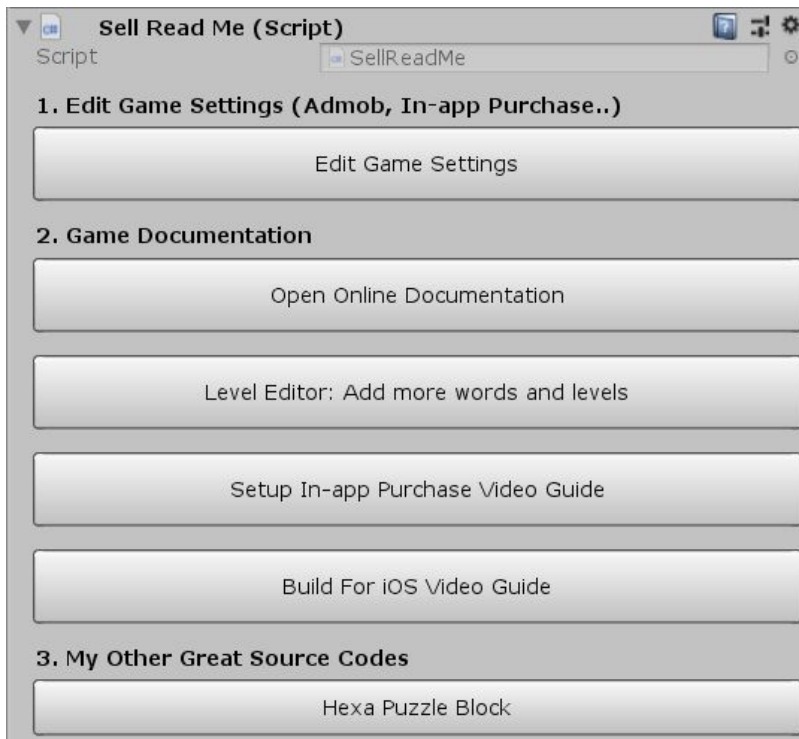 Sell Read Me (Script)
Script SellReadMe
1. Edit Game Settings (Admob, In-app Purchase..)
Edit Game Settings
2. Game Documentation
Open Online Documentation
Level Editor: Add more words and levels
Setup In-app Purchase Video Guide
Build For iOS Video Guide
3. My Other Great Source Codes
Hexa Puzzle Block